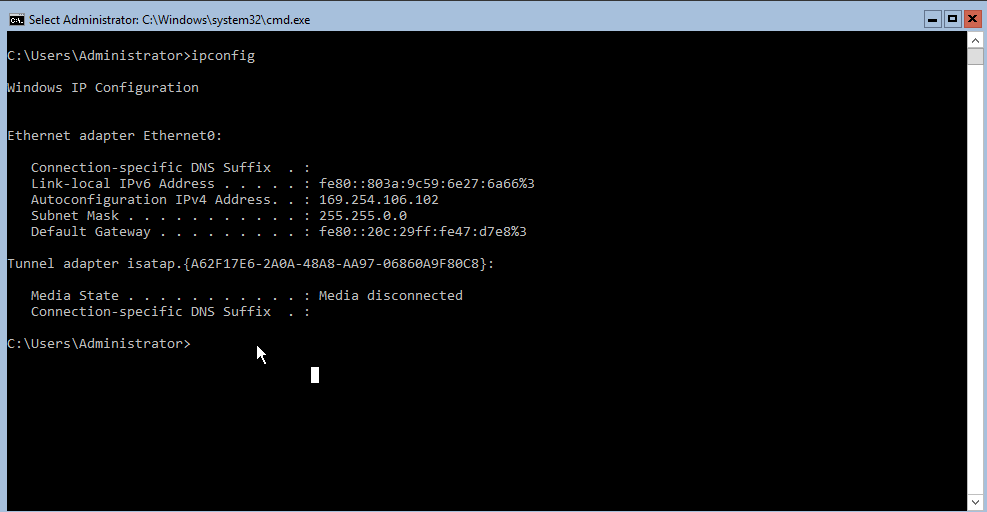 Select Administrator: C:\Windows\system32\cmd.exe
C:\Users\Administrator>ipconfig
Windows IP Configuration
Ethernet adapter Ethernet0:
Connection-specific DNS Suffix  . :
Link-local IPv6 Address . . . . . : fe80::803a:9c59:6e27:6a66%3
Autoconfiguration IPv4 Address. . : 169.254.106.102
Subnet Mask . . . . . . . . . . . : 255.255.0.0
Default Gateway . . . . . . . . . : fe80::20c:29ff:fe47:d7e8%3
Tunnel adapter isatap.{A62F17E6-2A0A-48A8-AA97-06860A9F80C8}:
Media State . . . . . . . . . . . : Media disconnected
Connection-specific DNS Suffix  . :
C:\Users\Administrator>